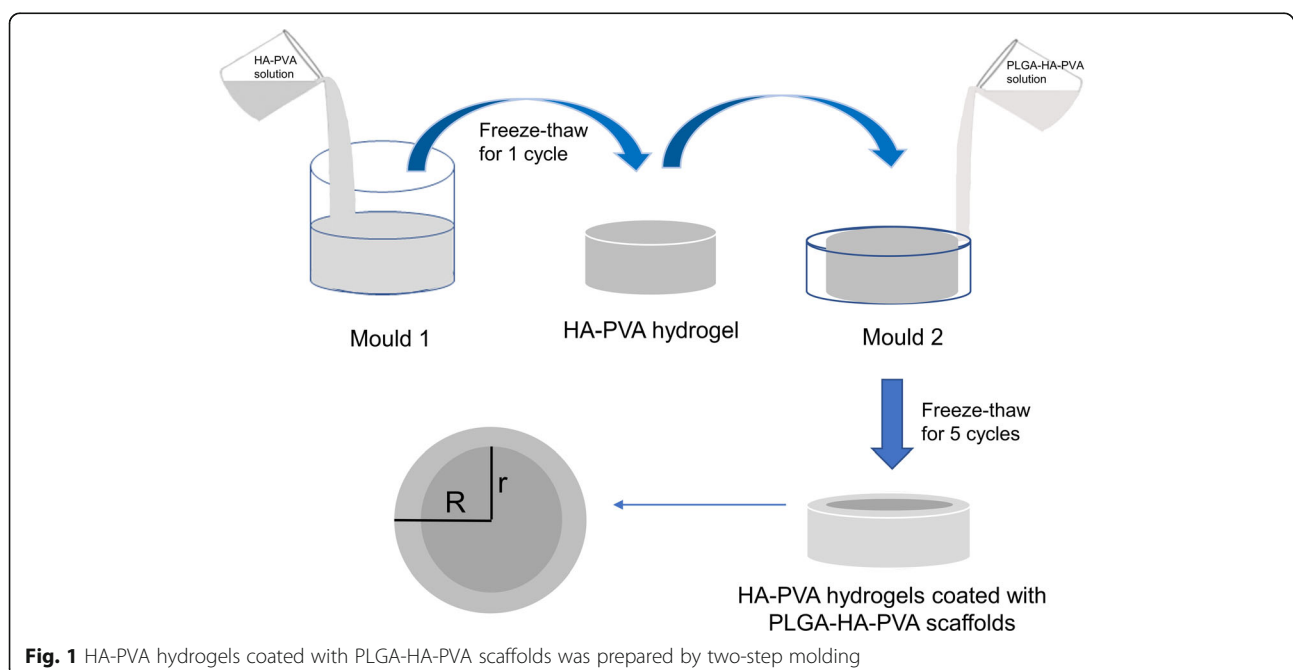 HA-PVA
solution
PLGA-HA-PVA
solution
Freeze-thaw
for 1 cycle
Mould 1
HA-PVA hydrogel
Mould 2
Freeze-thaw
for 5 cycles
R
r
HA-PVA hydrogels coated with
PLGA-HA-PVA scaffolds
Fig. 1 HA-PVA hydrogels coated with PLGA-HA-PVA scaffolds was prepared by two-step molding